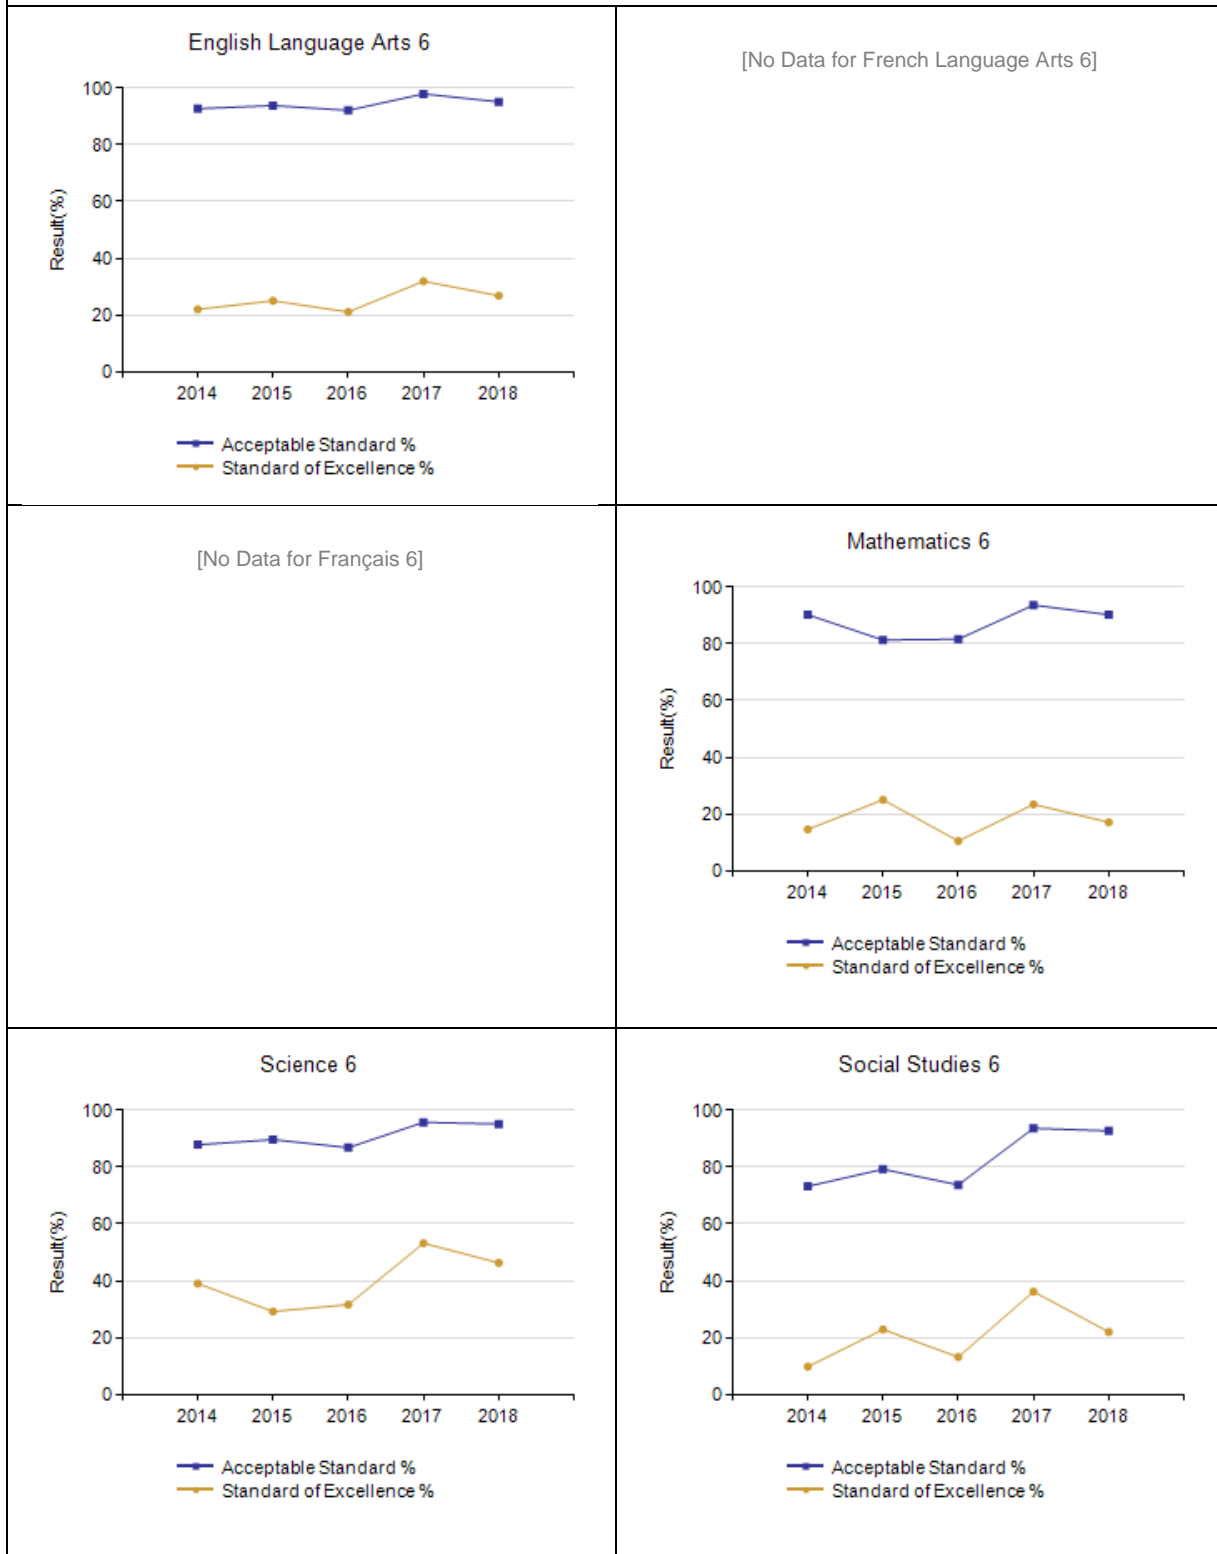 English Language Arts 6
100
80
60
40
20
0
Result(%)
2014 2015 2016 2017 2018
Acceptable Standard %
Standard of Excellence %
[No Data for French Language Arts 6]
[No Data for Français 6]
Mathematics 6
100
80
60
40
20
0
Result(%)
2014 2015 2016 2017 2018
Acceptable Standard %
Standard of Excellence %
Science 6
100
80
60
40
20
0
Result(%)
2014 2015 2016 2017 2018
Acceptable Standard %
Standard of Excellence %
Social Studies 6
100
80
60
40
20
0
Result(%)
2014 2015 2016 2017 2018
Acceptable Standard %
Standard of Excellence %